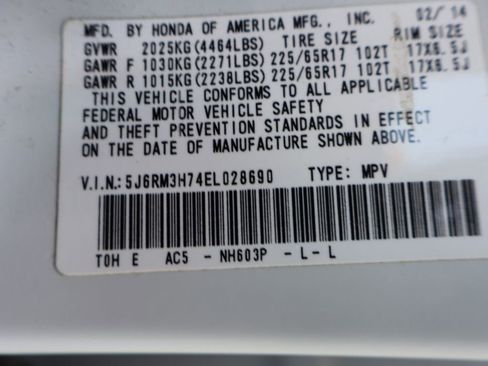 MFD. BY HONDA OF AMERICA MFG., INC. 02/ 14
GVWR 2025KG(4464LBS) TIRE SIZE RIM SIZE
GAWR F 1030KG(2271LBS) 225/65R17 102T 17X6.5J
GAWR R 1015KG(2238LBS) 225/65R17 102T 17X6.5J
THIS VEHICLE CONFORMS TO ALL APPLICABLE
FEDERAL MOTOR VEHICLE SAFETY
AND THEFT PREVENTION STANDARDS IN EFFECT
ON THE DATE OF MANUFACTURE SHOWN ABOVE.
V.I.N.:5J6RM3H74EL028690 TYPE: MPV
TOH E AC5 - NH603P - L - L